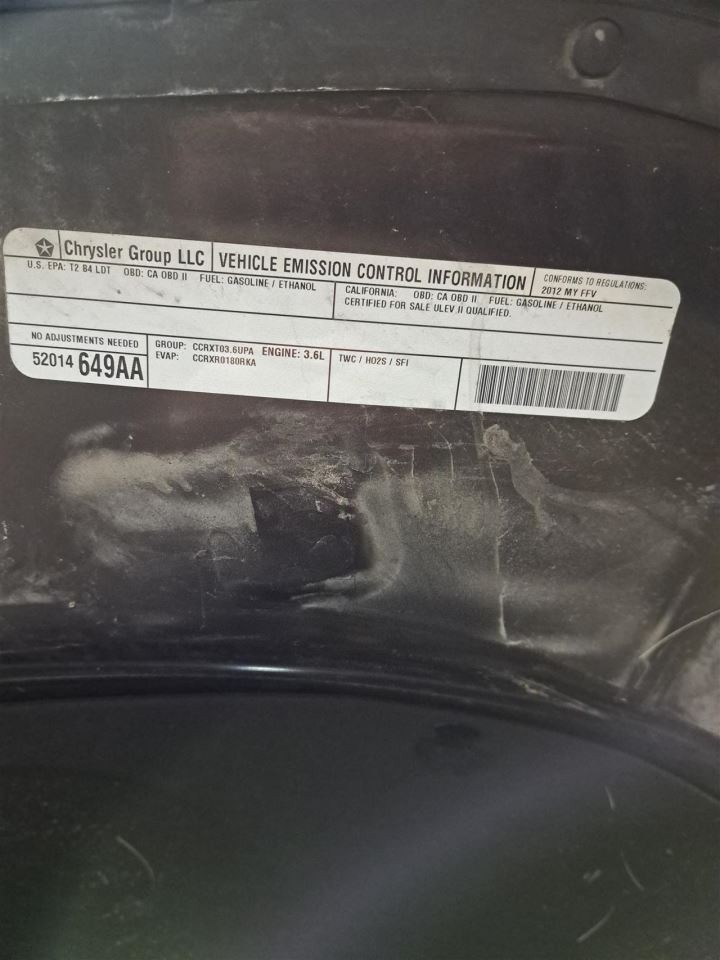 Chrysler Group LLC VEHICLE EMISSION CONTROL INFORMATION
CONFORMS TO REGULATIONS:
2012 MY FFV
U.S. EPA: T2 B4 LDT OBD: CA OBD II FUEL: GASOLINE / ETHANOL
CALIFORNIA: OBD: CA OBD II FUEL: GASOLINE / ETHANOL
CERTIFIED FOR SALE ULEV II QUALIFIED.
NO ADJUSTMENTS NEEDED
52014 649AA
GROUP: CCRXT03.6UPA ENGINE: 3.6L
EVAP: CCRXR0180RKA
TWC / HO2S / SFI